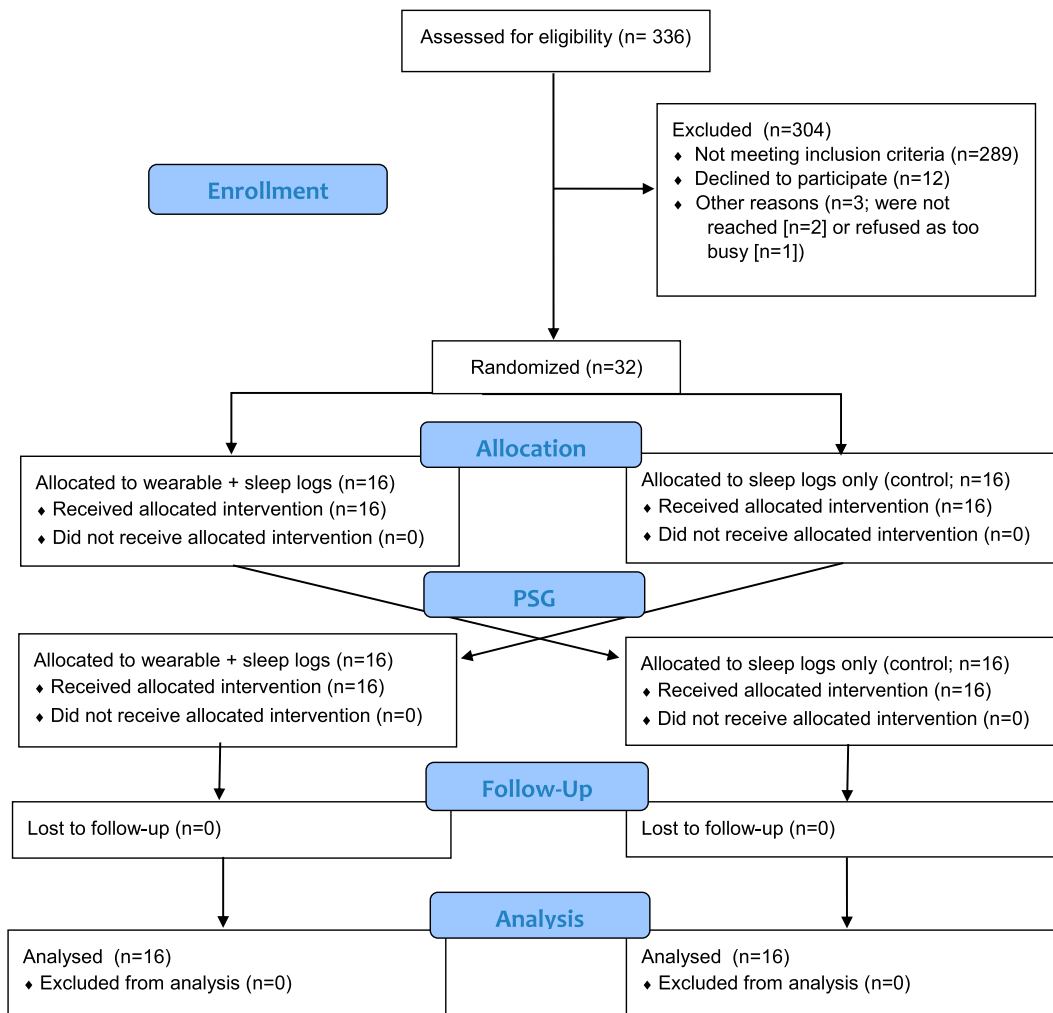 Assessed for eligibility (n= 336)
Excluded (n=304)
♦ Not meeting inclusion criteria (n=289)
♦ Declined to participate (n=12)
♦ Other reasons (n=3; were not
reached [n=2] or refused as too
busy [n=1])
Enrollment
Randomized (n=32)
Allocation
Allocated to wearable + sleep logs (n=16)
♦ Received allocated intervention (n=16)
♦ Did not receive allocated intervention (n=0)
Allocated to sleep logs only (control; n=16)
♦ Received allocated intervention (n=16)
♦ Did not receive allocated intervention (n=0)
PSG
Allocated to wearable + sleep logs (n=16)
♦ Received allocated intervention (n=16)
♦ Did not receive allocated intervention (n=0)
Allocated to sleep logs only (control; n=16)
♦ Received allocated intervention (n=16)
♦ Did not receive allocated intervention (n=0)
Follow-Up
Lost to follow-up (n=0)
Lost to follow-up (n=0)
Analysis
Analysed (n=16)
♦ Excluded from analysis (n=0)
Analysed (n=16)
♦ Excluded from analysis (n=0)